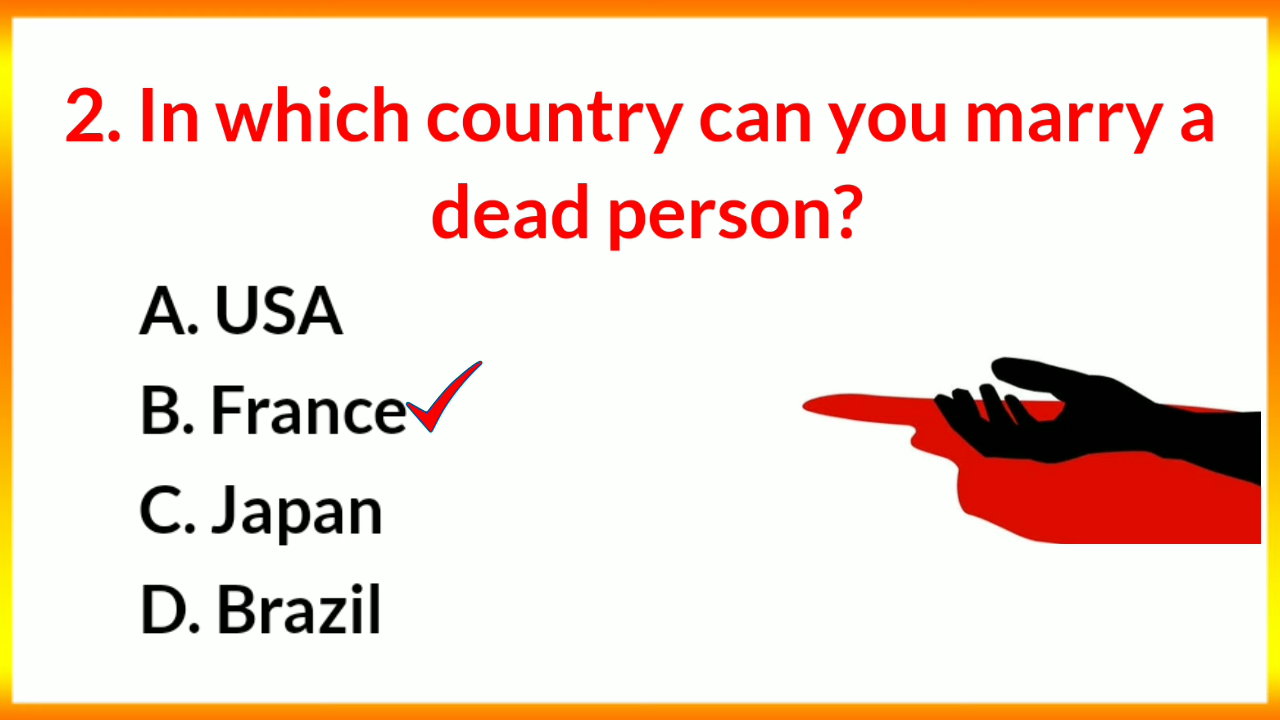 2. In which country can you marry a
dead person?
A. USA
B. France
C. Japan
D. Brazil